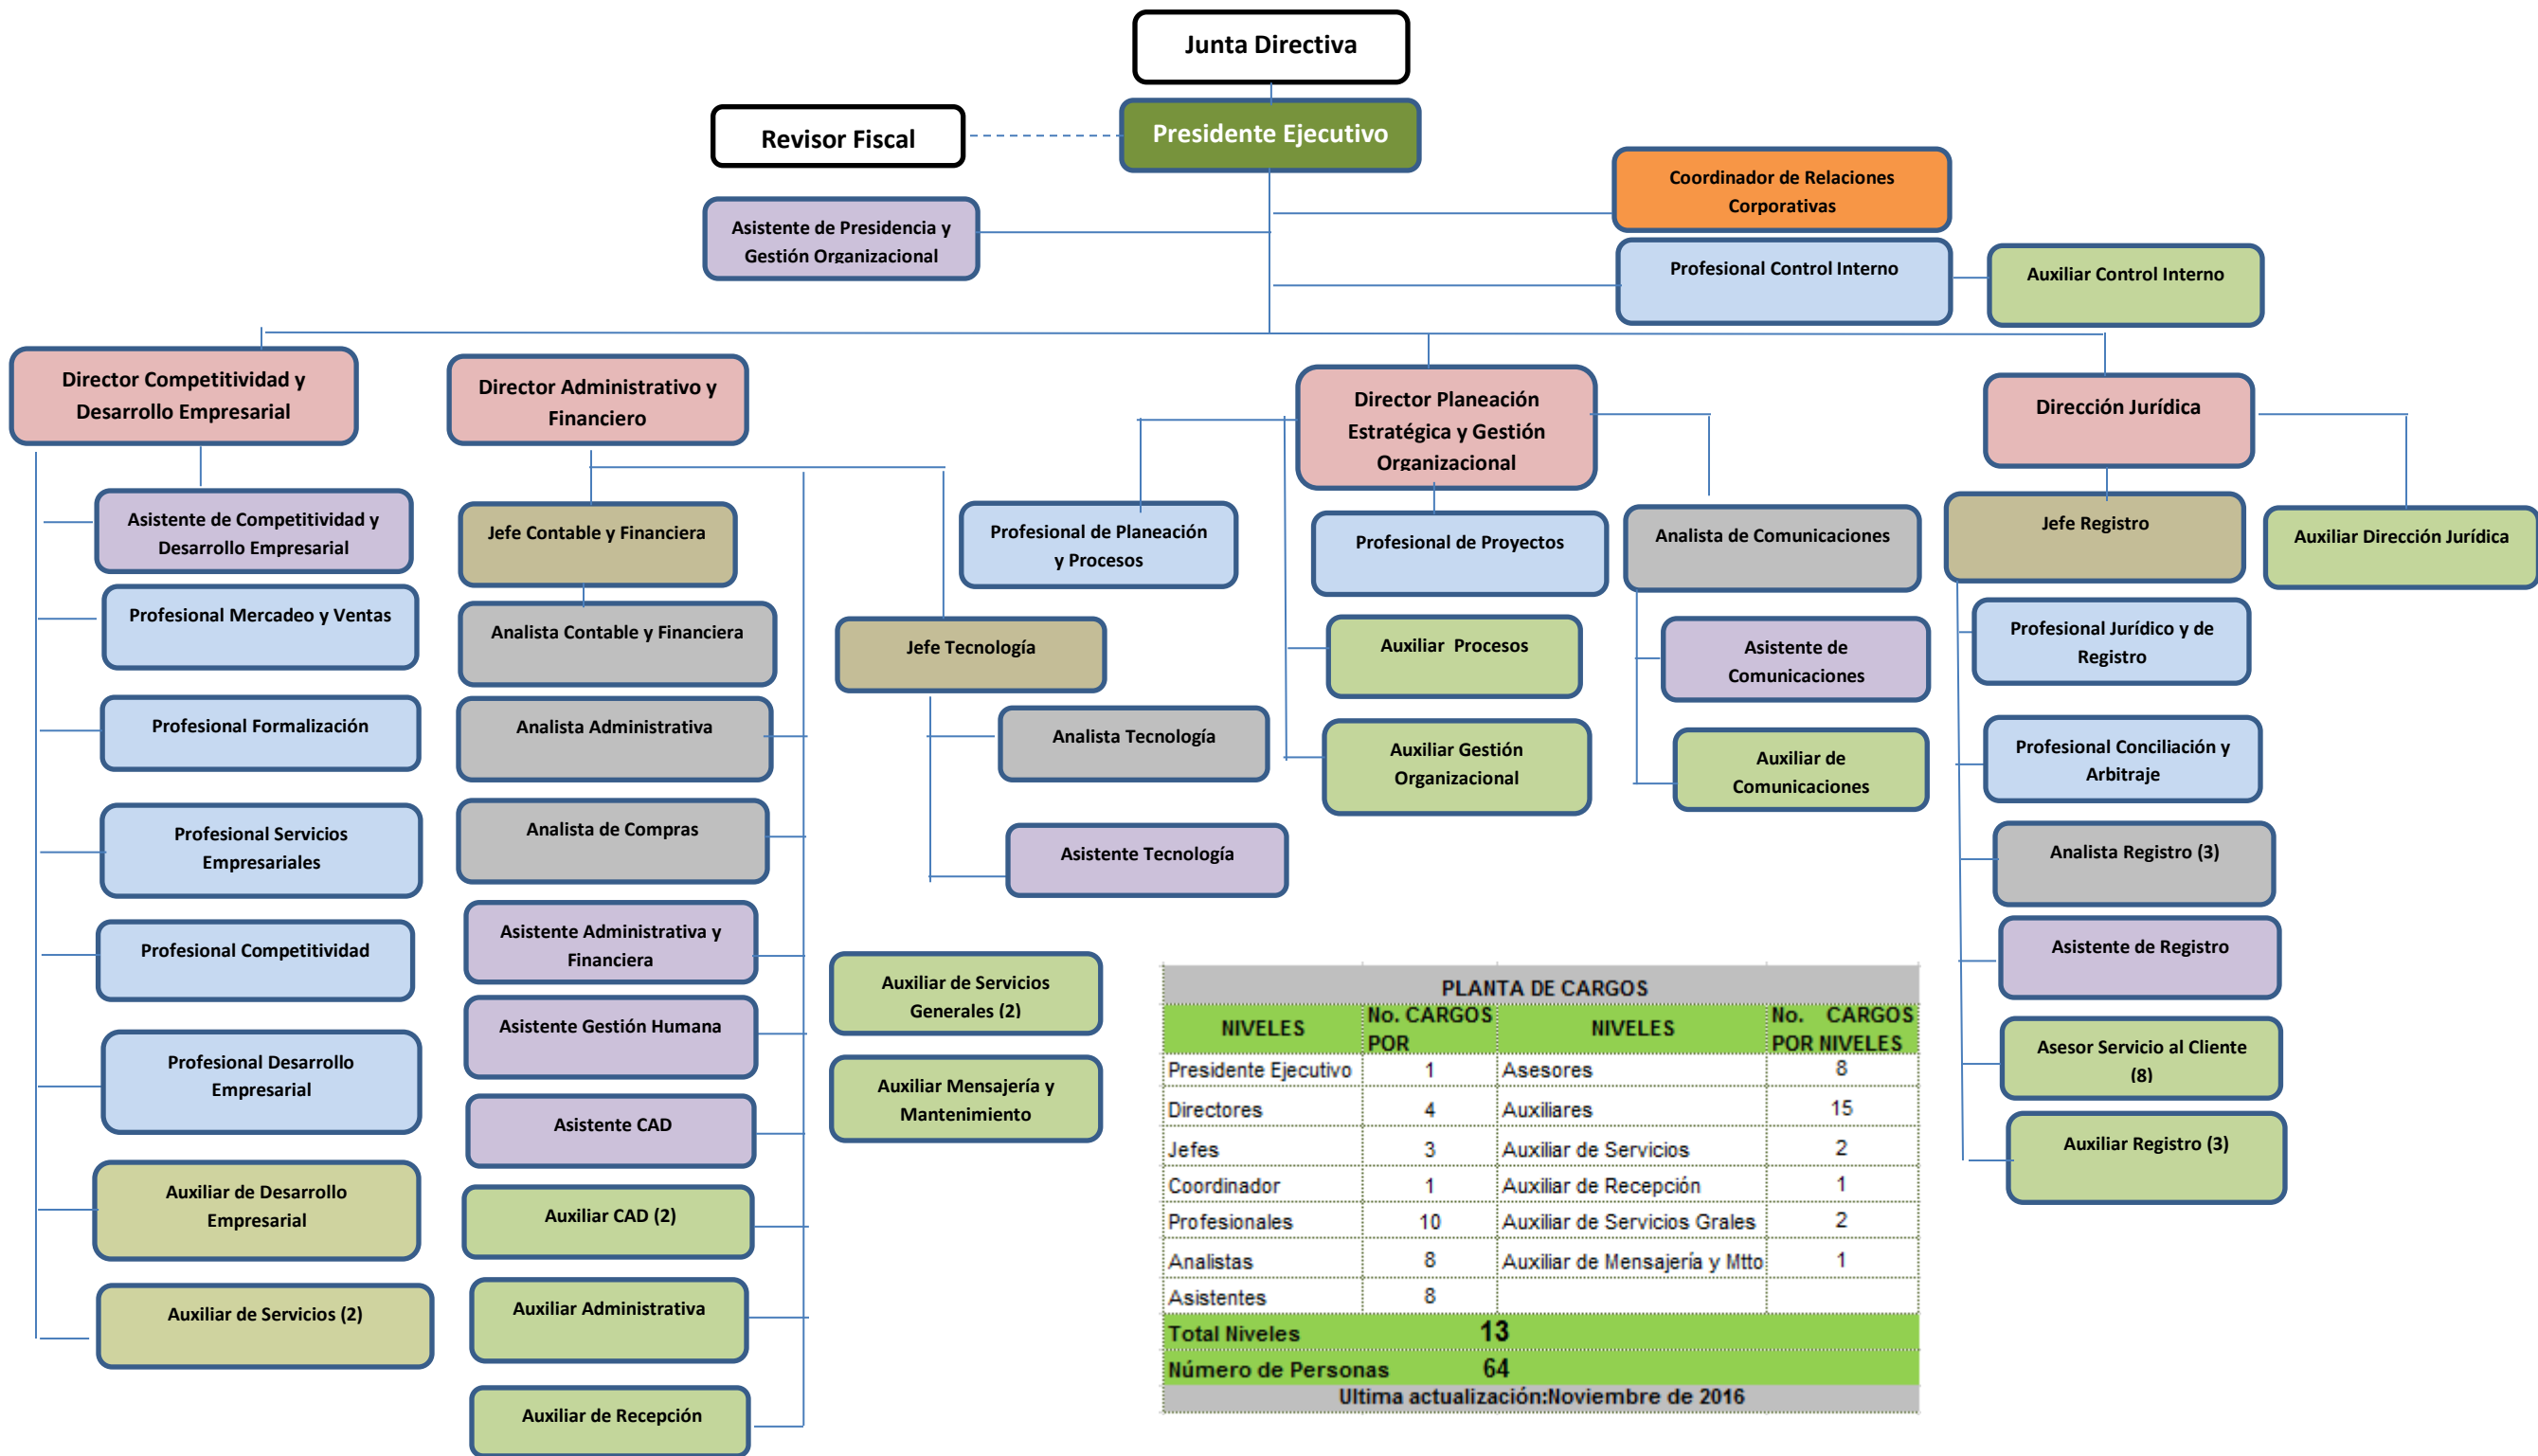 Junta Directiva
Presidente Ejecutivo
Revisor Fiscal
Coordinador de Relaciones
Corporativas
Asistente de Presidencia y
Gestión Organizacional
Profesional Control Interno
Auxiliar Control Interno
Director Competitividad y
Desarrollo Empresarial
Director Administrativo y
Financiero
Director Planeación
Estratégica y Gestión
Organizacional
Dirección Jurídica
Asistente de Competitividad y
Desarrollo Empresarial
Profesional Mercadeo y Ventas
Profesional Formalización
Profesional Servicios
Empresariales
Profesional Competitividad
Profesional Desarrollo
Empresarial
Auxiliar de Desarrollo
Empresarial
Auxiliar de Servicios (2)
Jefe Contable y Financiera
Analista Contable y Financiera
Analista Administrativa
Analista de Compras
Asistente Administrativa y
Financiera
Asistente Gestión Humana
Asistente CAD
Auxiliar CAD (2)
Auxiliar Administrativa
Auxiliar de Recepción
Jefe Tecnología
Analista Tecnología
Asistente Tecnología
Auxiliar de Servicios
Generales (2)
Auxiliar Mensajería y
Mantenimiento
Profesional de Planeación
y Procesos
Profesional de Proyectos
Auxiliar Procesos
Auxiliar Gestión
Organizacional
Analista de Comunicaciones
Asistente de
Comunicaciones
Auxiliar de
Comunicaciones
Jefe Registro
Auxiliar Dirección Jurídica
Profesional Jurídico y de
Registro
Profesional Conciliación y
Arbitraje
Analista Registro (3)
Asistente de Registro
Asesor Servicio al Cliente
(8)
Auxiliar Registro (3)
PLANTA DE CARGOS
NIVELES No. CARGOS POR NIVELES No. CARGOS POR NIVELES
Presidente Ejecutivo 1 Asesores 8
Directores 4 Auxiliares 15
Jefes 3 Auxiliar de Servicios 2
Coordinador 1 Auxiliar de Recepción 1
Profesionales 10 Auxiliar de Servicios Grales 2
Analistas 8 Auxiliar de Mensajería y Mtto 1
Asistentes 8
Total Niveles 13
Número de Personas 64
Ultima actualización:Noviembre de 2016